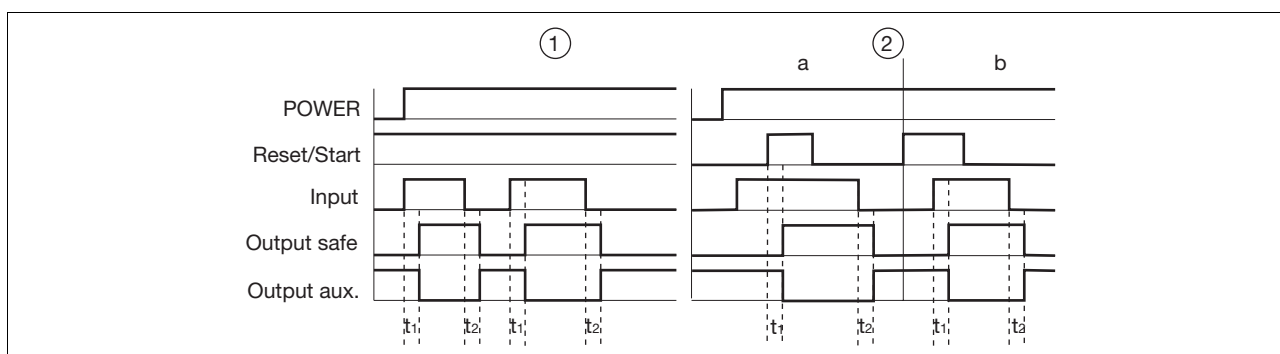 ① ②
a b
POWER
Reset/Start
Input
Output safe
Output aux.
t1 t2 t1 t2 t1 t2 t1 t2